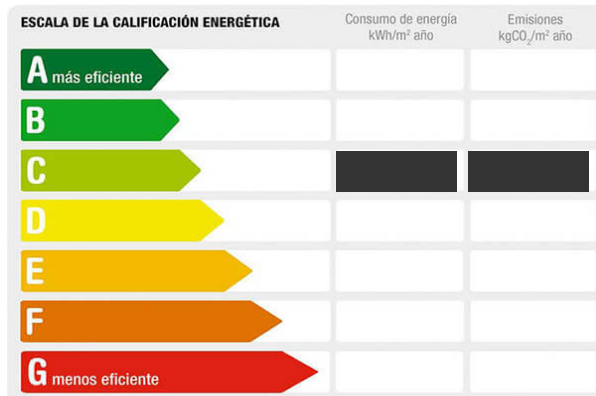 ESCALA DE LA CALIFICACIÓN ENERGÉTICA
Consumo de energía
kWh/m² año
Emisiones
kgCO₂/m² año
A más eficiente
B
C
D
E
F
G menos eficiente